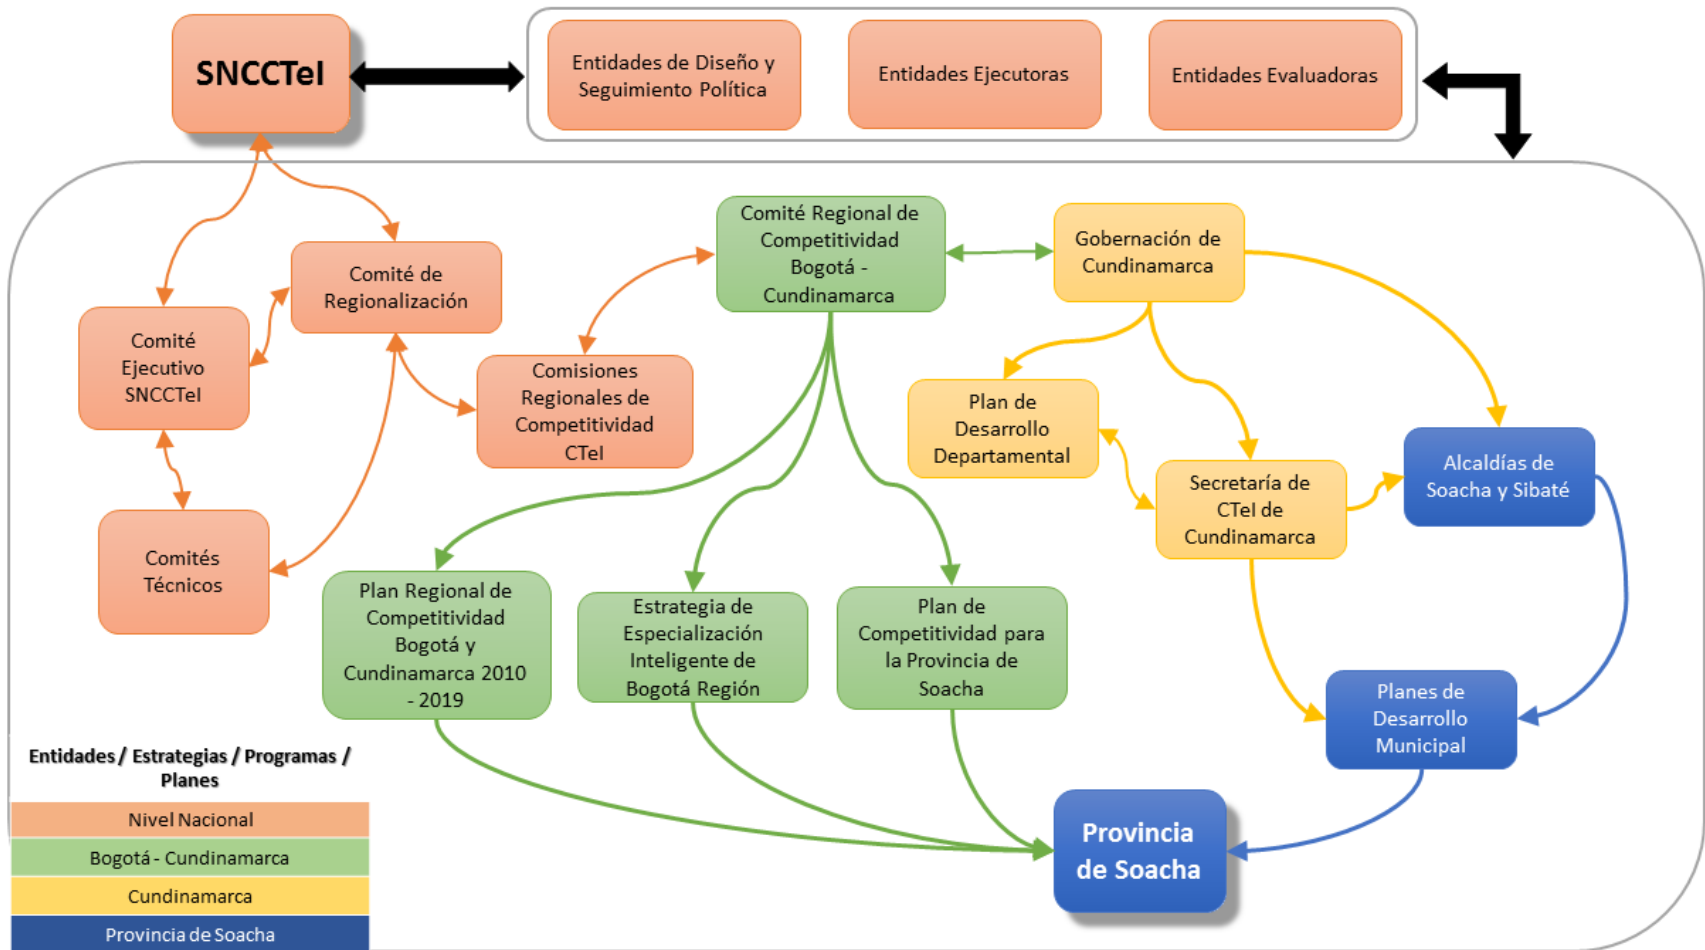 SNCCTeI
Entidades de Diseño y
Seguimiento Política
Entidades Ejecutoras
Entidades Evaluadoras
Comité Regional de
Competitividad
Bogotá -
Cundinamarca
Gobernación de
Cundinamarca
Comité de
Regionalización
Comité
Ejecutivo
SNCCTeI
Comisiones
Regionales de
Competitividad
CTeI
Plan de
Desarrollo
Departamental
Alcaldías de
Soacha y Sibaté
Secretaría de
CTeI de
Cundinamarca
Comités
Técnicos
Plan Regional de
Competitividad
Bogotá y
Cundinamarca 2010
- 2019
Estrategia de
Especialización
Inteligente de
Bogotá Región
Plan de
Competitividad para
la Provincia de
Soacha
Planes de
Desarrollo
Municipal
Provincia
de Soacha
Entidades / Estrategias / Programas /
Planes
Nivel Nacional
Bogotá - Cundinamarca
Cundinamarca
Provincia de Soacha